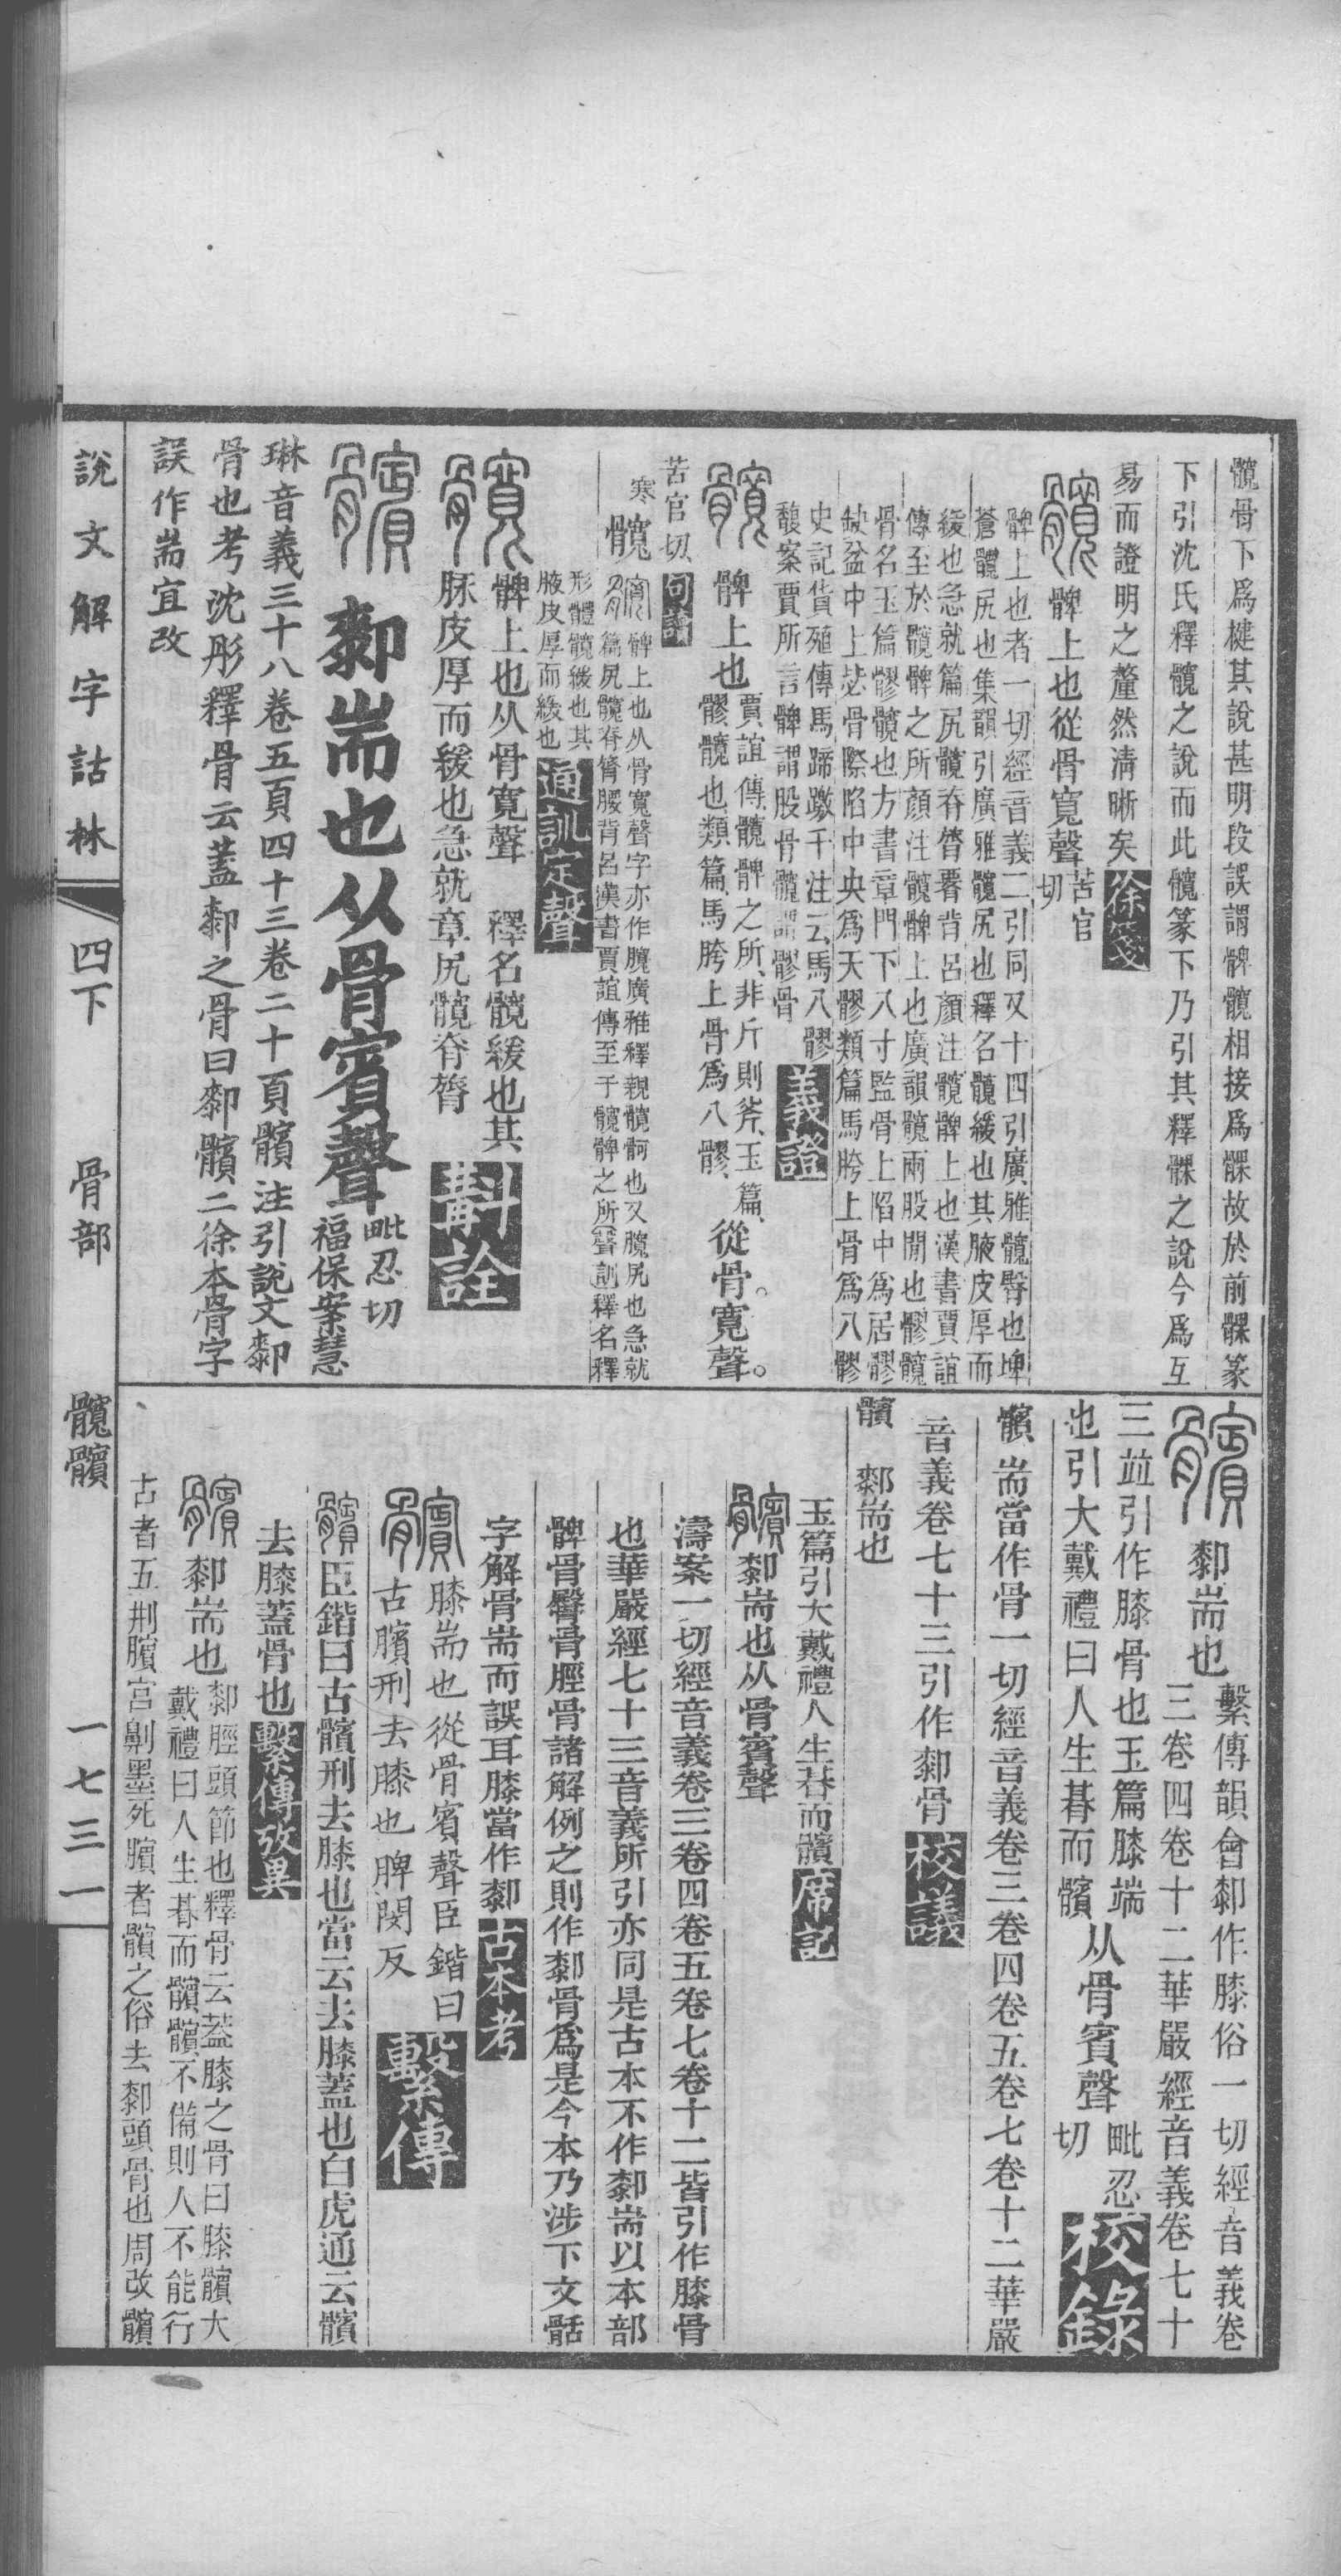 髖骨下爲楗其說甚明段誤謂髀髖相接爲髁故於前髁篆
下引沈氏釋髖之說而此髖篆下乃引其釋髁之說今爲互
易而證明之釐然淸晰矣徐箋
髖髀上也從骨寬聲苦官切
髀上也者一切經音義二引同又十四引廣雅髖臀也埤
蒼髖尻也集韻引廣雅髖尻也釋名髖緩也其腋皮厚而
緩也急就篇尻髖脊膂要背呂顏注髖髀上也漢書賈誼
傳至於髖髀之所顏注髖髀上也廣韻髖兩股閒也髎髖
骨名玉篇髎髖也方書章門下八寸監骨上陷中爲居髎
缺盆中上毖骨際陷中央爲天髎類篇馬胯上骨爲八髎
史記貨殖傳馬蹄躈千注云馬八髎
馥案賈所言髀謂股骨髖謂髎骨義證
髖髀上也賈誼傳髖髀之所、非斤則斧、玉篇、
髎髖也、類篇、馬胯上骨爲八髎、從骨。寬聲。
苦官切句讀
寒髖髖髀上也从骨寬聲字亦作臗廣雅釋親髖䯊也又臗尻也急就
篇尻髖脊膂腰背呂漢書賈誼傳至于髖髀之所(聲訓)釋名釋
形體髖緩也其
腋皮厚而緩也通訓定聲
髖髀上也从骨寬聲 釋名髖緩也其
脉皮厚而緩也急就章尻髖脊膂斠詮
髕厀耑也从骨賓聲毗忍切
福保案慧
琳音義三十八卷五頁四十三卷二十頁髕注引說文厀
骨也考沈彤釋骨云蓋厀之骨曰厀髕二徐本骨字
誤作耑宜改
髕厀耑也繫傳韻會厀作膝俗一切經音義卷
三卷四卷十二華嚴經音義卷七十
三竝引作膝骨也玉篇膝端
也引大戴禮曰人生朞而髕从骨賓聲毗忍
切校錄
髕耑當作骨一切經音義卷三卷四卷五卷七卷十二華嚴
音義卷七十三引作厀骨校議
髕 厀耑也
玉篇引大戴禮人生朞而髕席記
髕厀耑也从骨賓聲
濤案一切經音義卷三卷四卷五卷七卷十二皆引作膝骨
也華嚴經七十三音義所引亦同是古本不作厀耑以本部
髀骨臀骨脛骨諸解例之則作厀骨爲是今本乃涉下文䯏
字解骨耑而誤耳膝當作厀古本考
髕膝耑也從骨賓聲臣鍇曰
古臏刑去膝也脾閔反繫傳
髕臣鍇曰古髕刑去膝也當云去膝蓋也白虎通云髕
去膝蓋骨也繫傳攷異
髕厀耑也厀脛頭節也釋骨云蓋膝之骨曰膝髕大
戴禮曰人生朞而髕髕不備則人不能行
古者五刑臏宮劓墨死臏者髕之俗去厀頭骨也周改髕
說文解字詁林
四下
骨部
髖髕
一七三一